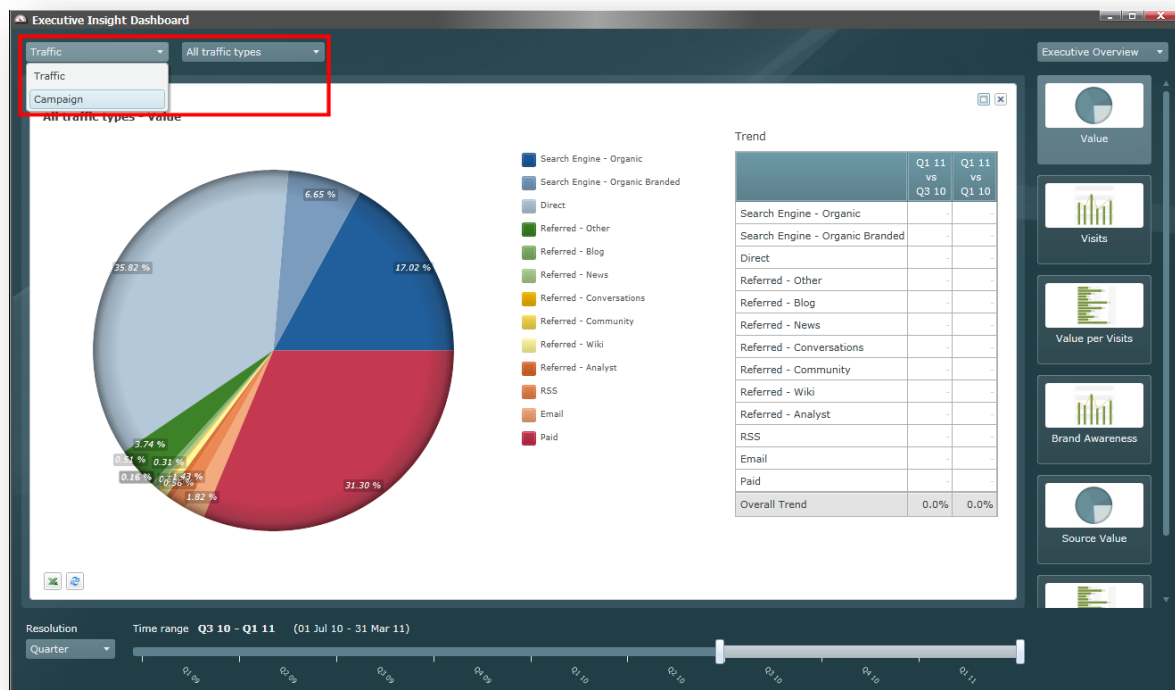 Executive Insight Dashboard
Traffic
All traffic types
Executive Overview
Traffic
Campaign
All traffic types - Value
Search Engine - Organic
Search Engine - Organic Branded
Direct
Referred - Other
Referred - Blog
Referred - News
Referred - Conversations
Referred - Community
Referred - Wiki
Referred - Analyst
RSS
Email
Paid
6.65 %
17.02 %
35.82 %
3.74 %
0.51 %
0.31 %
0.16 %
1.43 %
1.82 %
31.30 %
Trend
Q1 11 vs Q3 10
Q1 11 vs Q1 10
Search Engine - Organic - -
Search Engine - Organic Branded - -
Direct - -
Referred - Other - -
Referred - Blog - -
Referred - News - -
Referred - Conversations - -
Referred - Community - -
Referred - Wiki - -
Referred - Analyst - -
RSS - -
Email - -
Paid - -
Overall Trend 0.0% 0.0%
Value
Visits
Value per Visits
Brand Awareness
Source Value
Resolution
Quarter
Time range Q3 10 - Q1 11 (01 Jul 10 - 31 Mar 11)
Q1 09
Q2 09
Q3 09
Q4 09
Q1 10
Q2 10
Q3 10
Q4 10
Q1 11